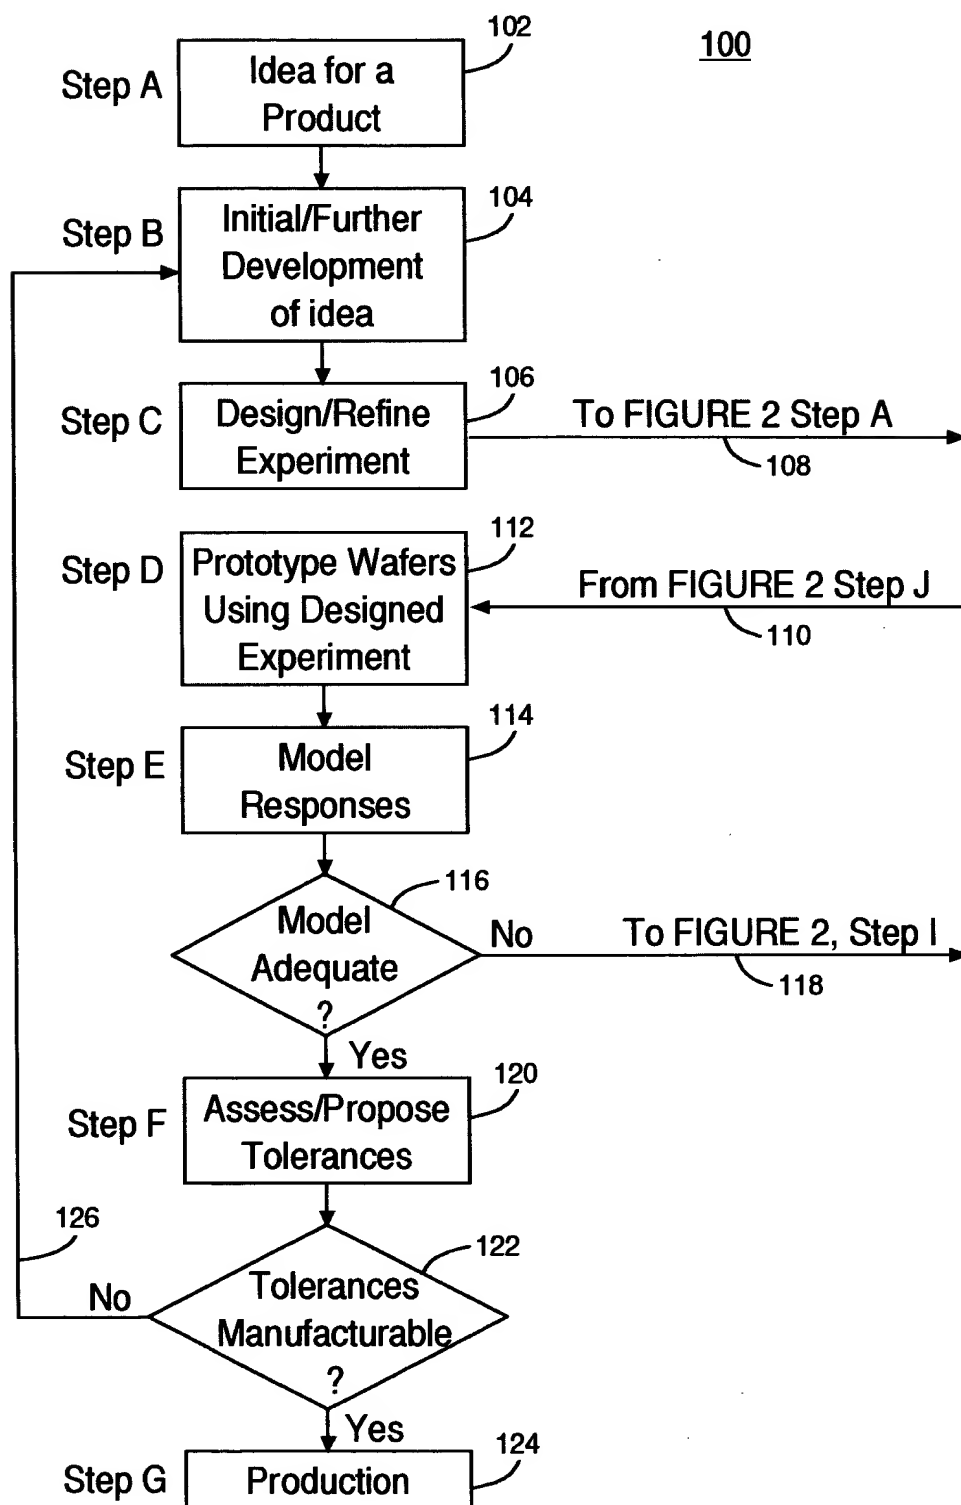 102
100
Step A
Idea for a
Product
104
Step B
Initial/Further
Development
of idea
106
Step C
Design/Refine
Experiment
To FIGURE 2 Step A
108
112
Step D
Prototype Wafers
Using Designed
Experiment
From FIGURE 2 Step J
110
114
Step E
Model
Responses
116
Model
Adequate
?
No
To FIGURE 2, Step I
118
Yes
120
Step F
Assess/Propose
Tolerances
126
122
No
Tolerances
Manufacturable
?
Yes
124
Step G
Production